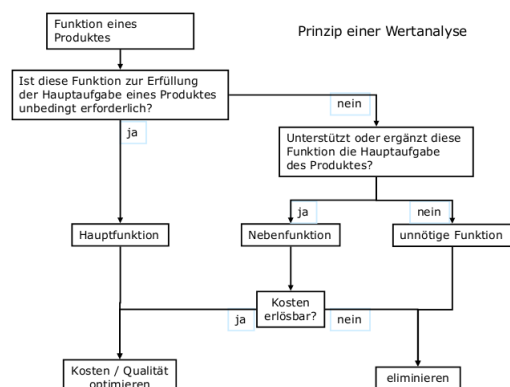 Funktion eines
Produktes
Prinzip einer Wertanalyse
Ist diese Funktion zur Erfüllung
der Hauptaufgabe eines Produktes
unbedingt erforderlich?
nein
ja
Unterstützt oder ergänzt diese
Funktion die Hauptaufgabe
des Produktes?
ja
nein
Hauptfunktion
Nebenfunktion
unnötige Funktion
Kosten
erlösbar?
ja
nein
Kosten / Qualität
optimieren
eliminieren